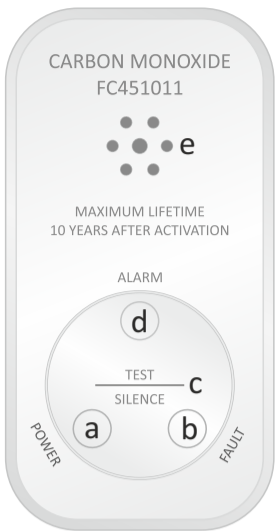 CARBON MONOXIDE
FC451011
e
MAXIMUM LIFETIME
10 YEARS AFTER ACTIVATION
ALARM
d
TEST
c
SILENCE
a
b
POWER
FAULT